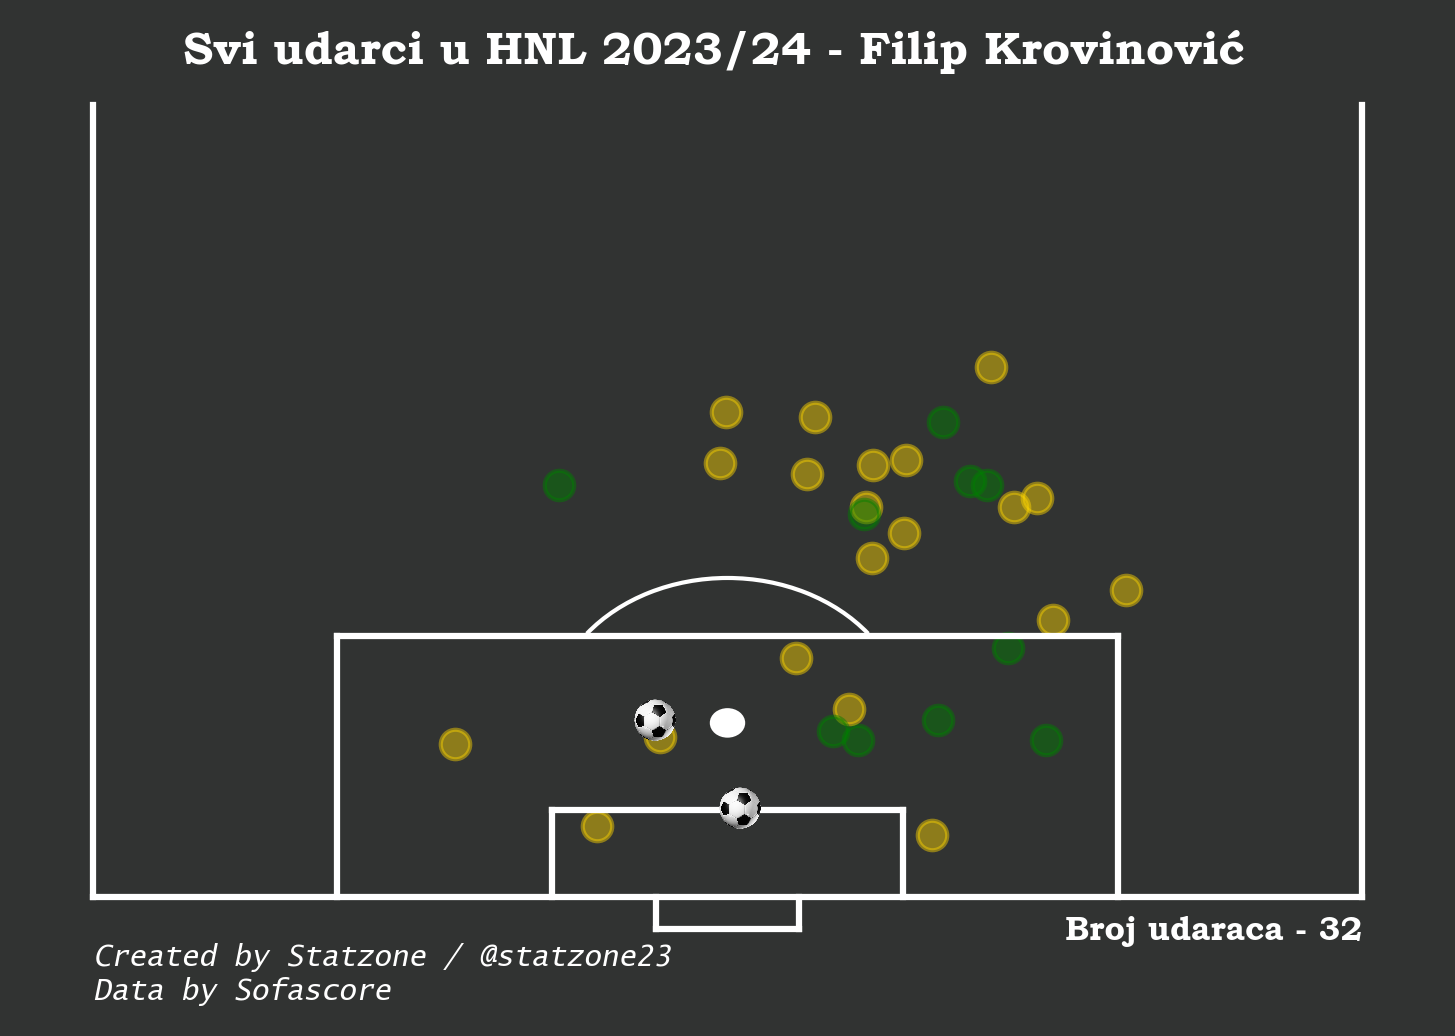 Svi udarci u HNL 2023/24 - Filip Krovinović
Broj udaraca - 32
Created by Statzone / @statzone23
Data by Sofascore